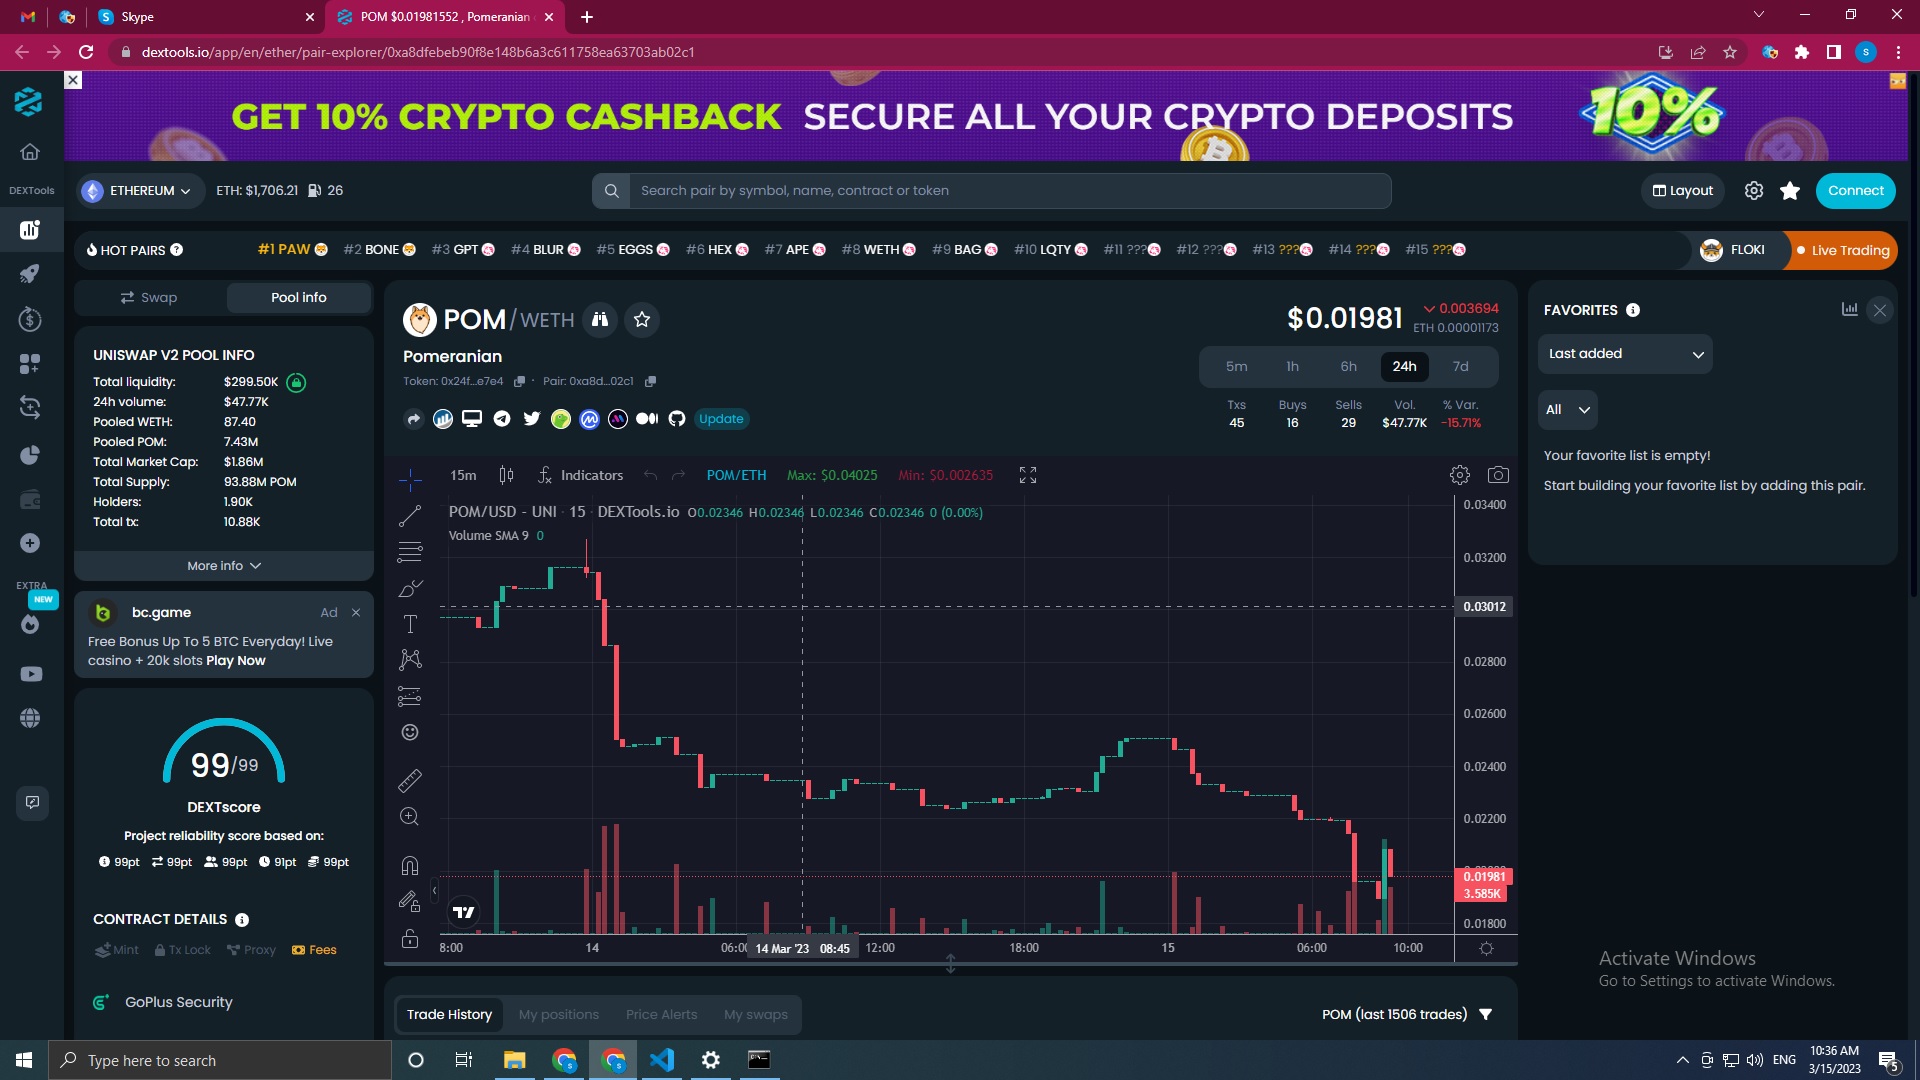 Skype
POM $0.01981552 , Pomeranian
dextools.io/app/en/ether/pair-explorer/0xa8dfebeb90f8e148b6a3c611758ea63703ab02c1
S
GET 10% CRYPTO CASHBACK SECURE ALL YOUR CRYPTO DEPOSITS 10%
DEXTools
ETHEREUM ETH: $1,706.21 26
Search pair by symbol, name, contract or token
Layout
Connect
HOT PAIRS ?
#1 PAW #2 BONE #3 GPT #4 BLUR #5 EGGS #6 HEX #7 APE #8 WETH #9 BAG #10 LQTY #11 ??? #12 ??? #13 ??? #14 ??? #15 ???
FLOKI
Live Trading
Swap Pool info
UNISWAP V2 POOL INFO
Total liquidity: $299.50K
24h volume: $47.77K
Pooled WETH: 87.40
Pooled POM: 7.43M
Total Market Cap: $1.86M
Total Supply: 93.88M POM
Holders: 1.90K
Total tx: 10.88K
More info
EXTRA
NEW
bc.game Ad
Free Bonus Up To 5 BTC Everyday! Live
casino + 20k slots Play Now
99/99
DEXTscore
Project reliability score based on:
99pt 99pt 99pt 91pt 99pt
CONTRACT DETAILS
Mint Tx Lock Proxy Fees
GoPlus Security
POM/WETH
Pomeranian
Token: 0x24f...e7e4 · Pair: 0xa8d...02c1
Update
$0.01981 0.003694
ETH 0.00001173
5m 1h 6h 24h 7d
Txs Buys Sells Vol. % Var.
45 16 29 $47.77K -15.71%
15m Indicators POM/ETH Max: $0.04025 Min: $0.002635
POM/USD - UNI · 15 · DEXTools.io O0.02346 H0.02346 L0.02346 C0.02346 0 (0.00%)
Volume SMA 9 0
0.03400
0.03200
0.03012
0.02800
0.02600
0.02400
0.02200
0.01981
3.585K
0.01800
8:00 14 06:00 14 Mar '23 08:45 12:00 18:00 15 06:00 10:00
Trade History My positions Price Alerts My swaps
POM (last 1506 trades)
FAVORITES
Last added
All
Your favorite list is empty!
Start building your favorite list by adding this pair.
Activate Windows
Go to Settings to activate Windows.
Type here to search
ENG
10:36 AM
3/15/2023
5